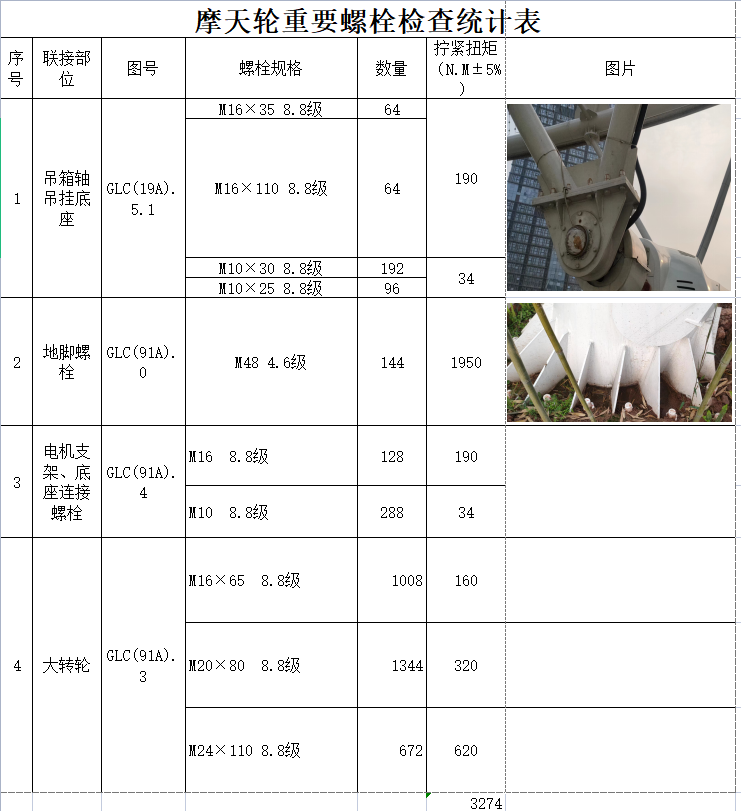 摩天轮重要螺栓检查统计表
序号 联接部位 图号 螺栓规格 数量 拧紧扭矩（N.M±5%） 图片
1 吊箱轴吊挂底座 GLC(19A).5.1 M16×35 8.8级 64 190
M16×110 8.8级 64
M10×30 8.8级 192 34
M10×25 8.8级 96
2 地脚螺栓 GLC(91A).0 M48 4.6级 144 1950
3 电机支架、底座连接螺栓 GLC(91A).4 M16 8.8级 128 190
M10 8.8级 288 34
4 大转轮 GLC(91A).3 M16×65 8.8级 1008 160
M20×80 8.8级 1344 320
M24×110 8.8级 672 620
3274